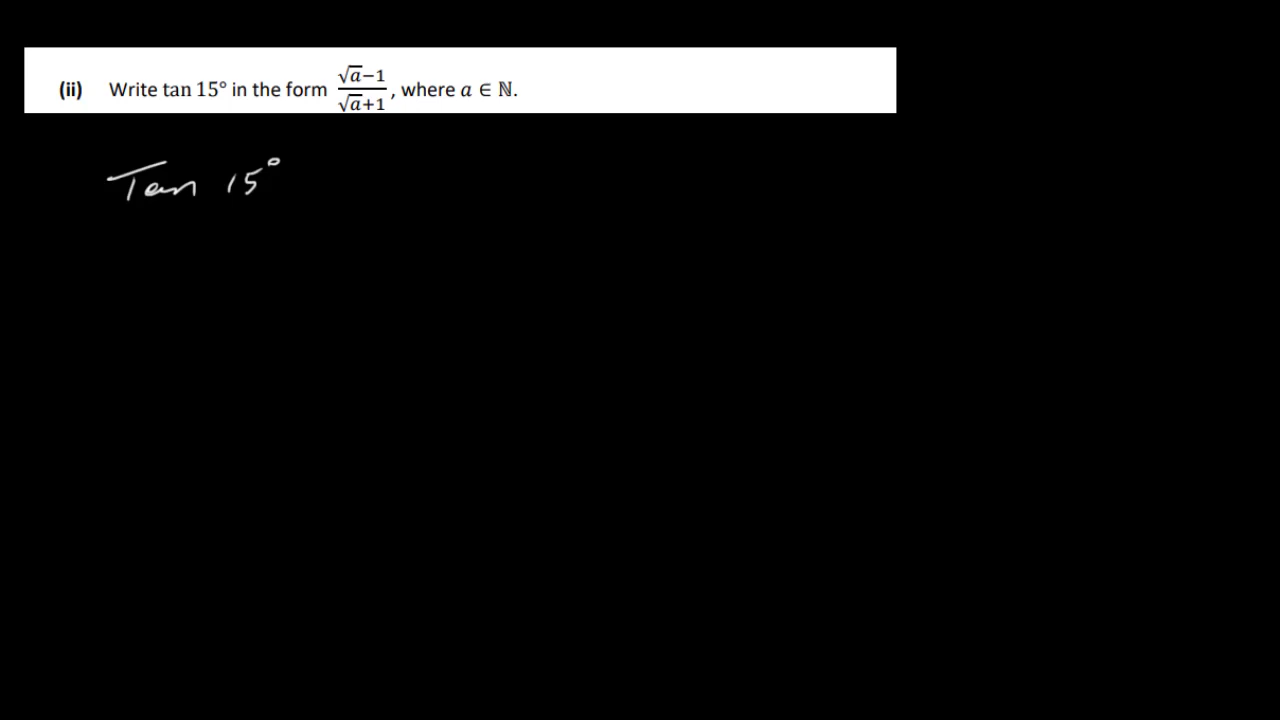 (ii) Write tan 15° in the form √a−1/√a+1, where a ∈ ℕ.
Tan 15°